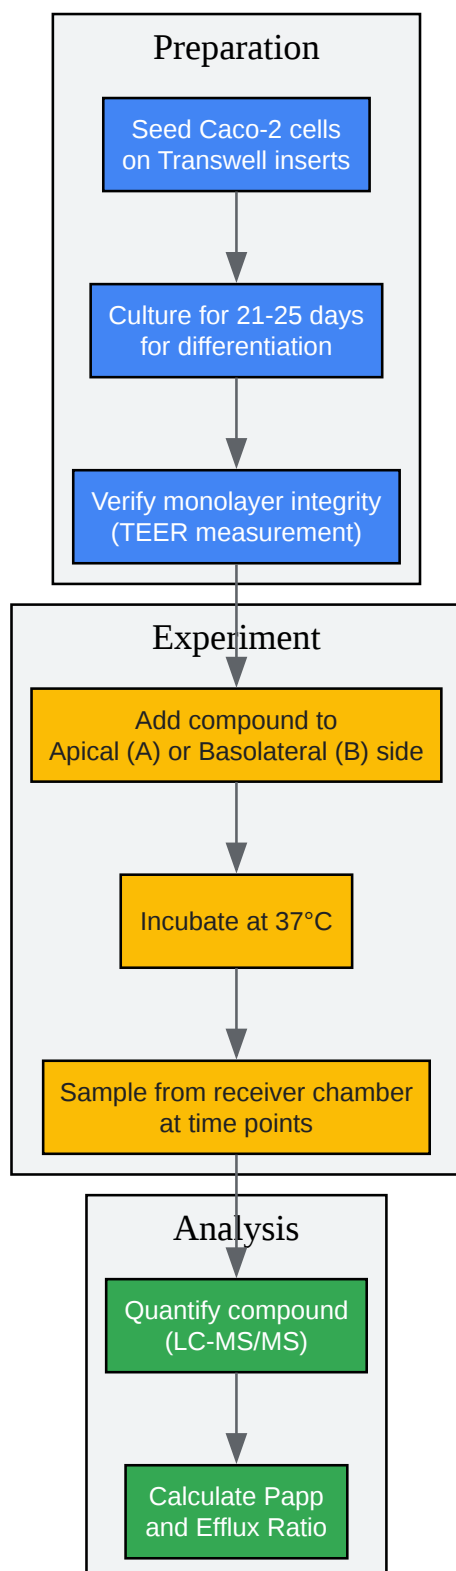 Preparation
Seed Caco-2 cells
on Transwell inserts
Culture for 21-25 days
for differentiation
Verify monolayer integrity
(TEER measurement)
Experiment
Add compound to
Apical (A) or Basolateral (B) side
Incubate at 37°C
Sample from receiver chamber
at time points
Analysis
Quantify compound
(LC-MS/MS)
Calculate Papp
and Efflux Ratio